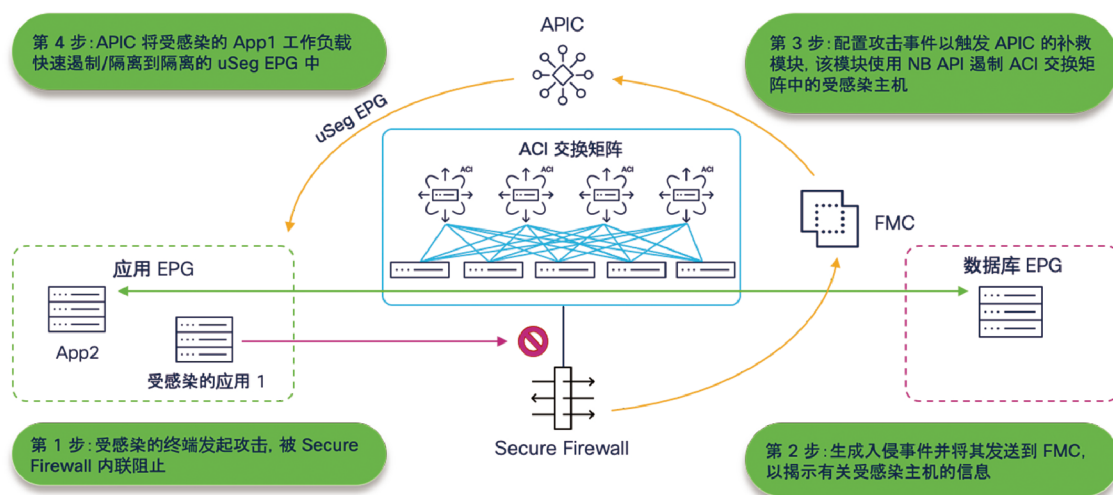 第 4 步：APIC 将受感染的 App1 工作负载
快速遏制/隔离到隔离的 uSeg EPG 中
APIC
第 3 步：配置攻击事件以触发 APIC 的补救
模块，该模块使用 NB API 遏制 ACI 交换矩
阵中的受感染主机
uSeg EPG
ACI 交换矩阵
ACI
ACI
ACI
ACI
FMC
应用 EPG
App2
受感染的应用 1
数据库 EPG
Secure Firewall
第 1 步：受感染的终端发起攻击，被 Secure
Firewall 内联阻止
第 2 步：生成入侵事件并将其发送到 FMC，
以揭示有关受感染主机的信息